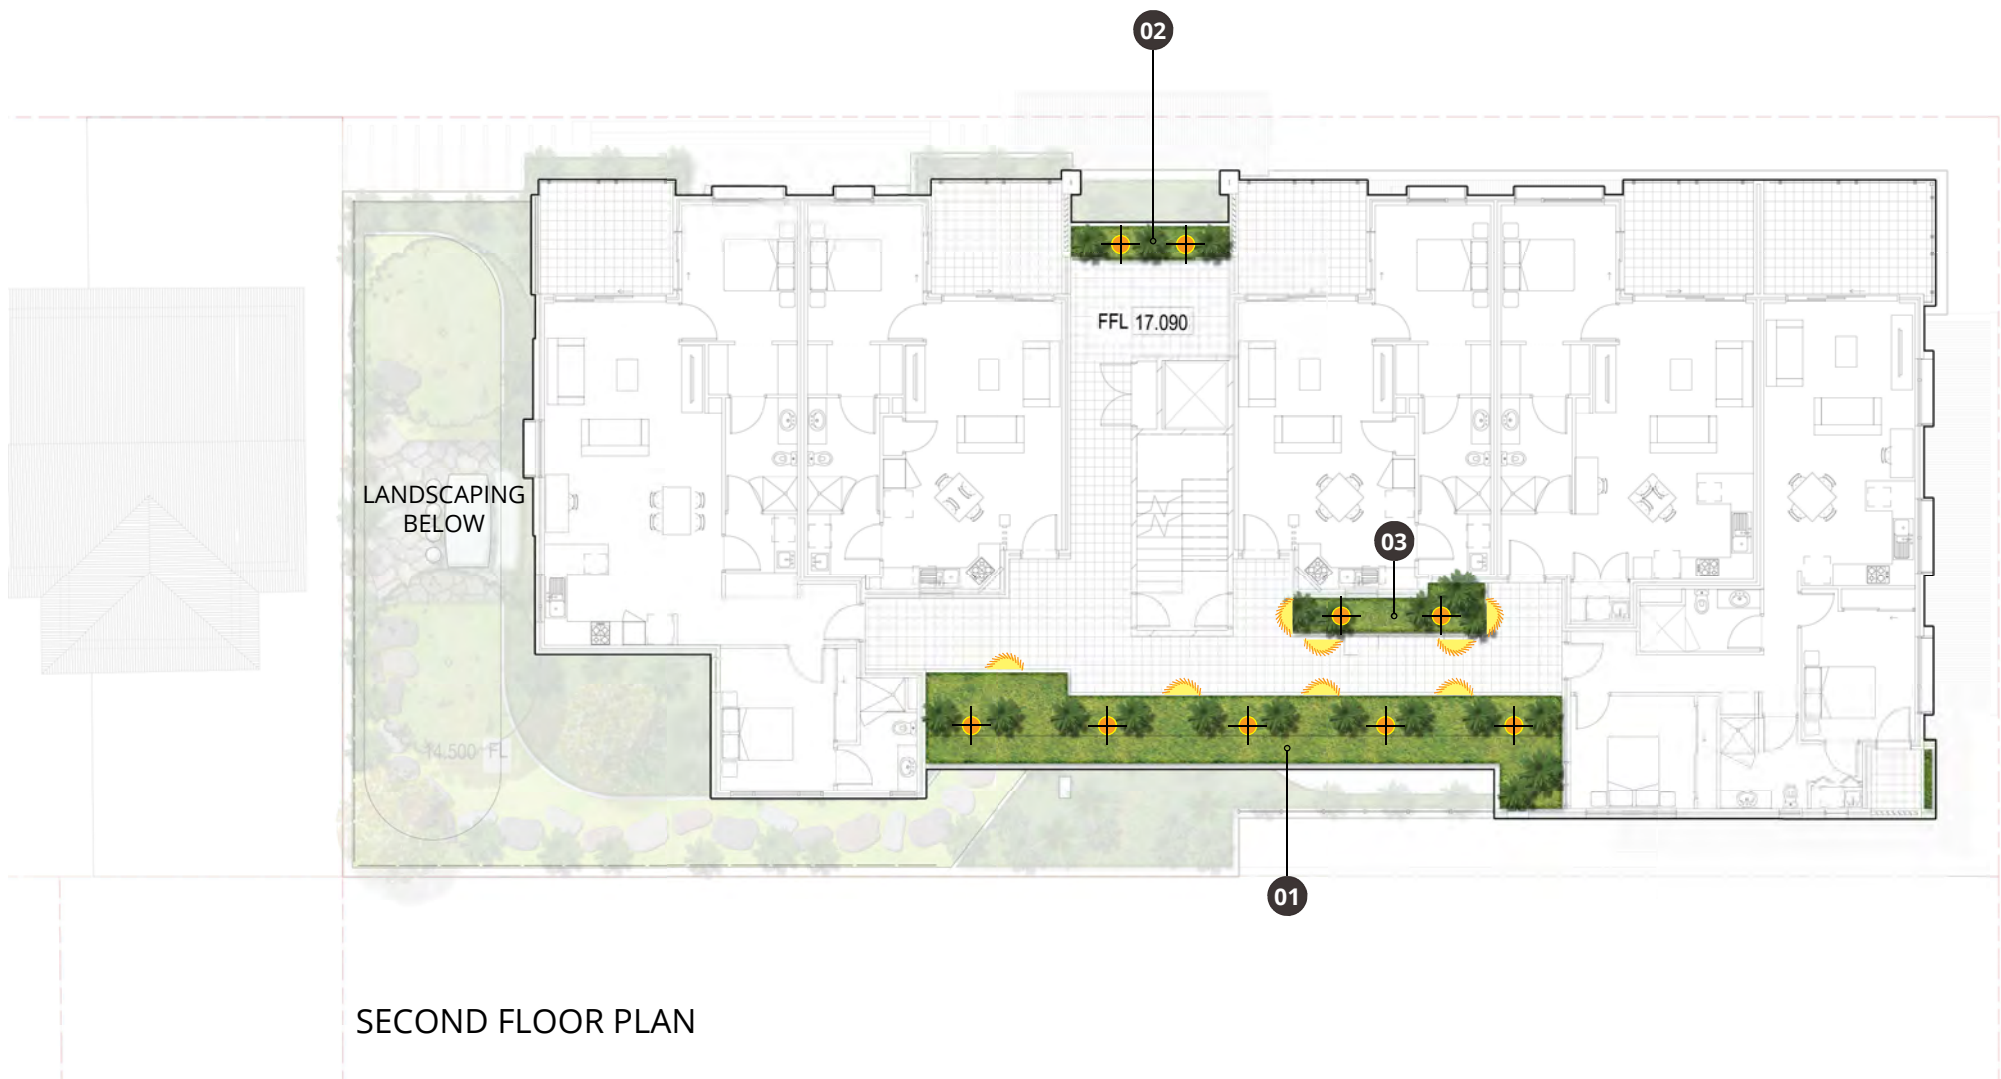 02
FFL 17.090
LANDSCAPING
BELOW
03
14.500 FL
01
SECOND FLOOR PLAN